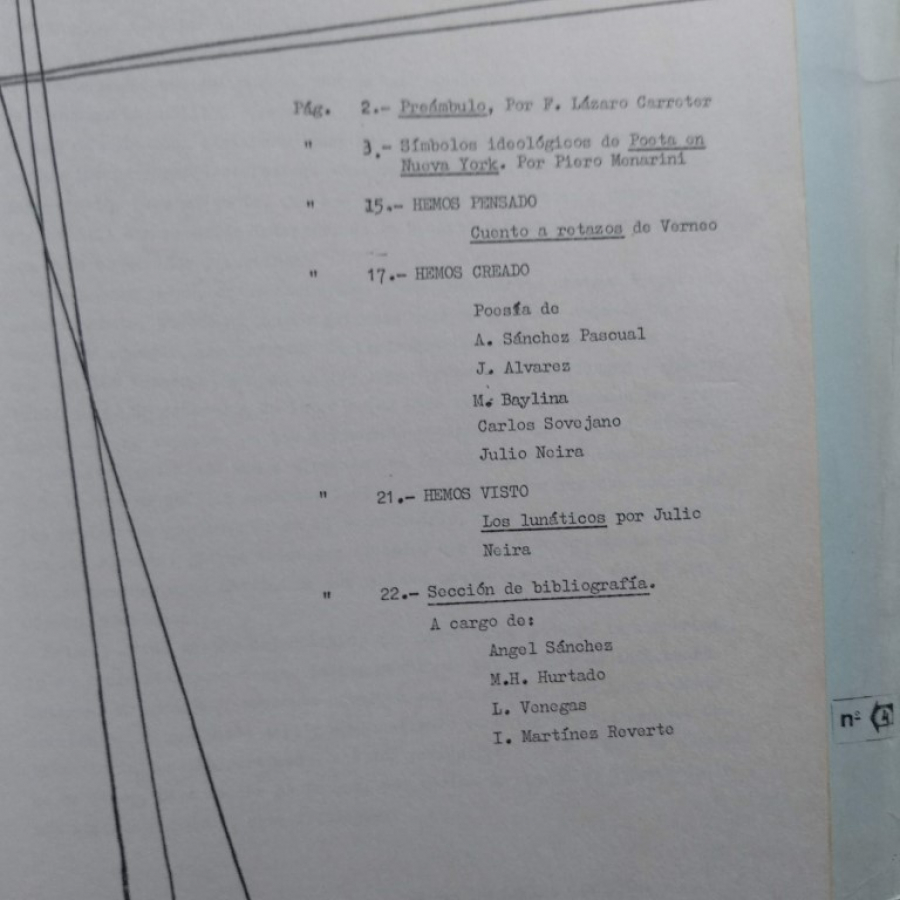 Pág. 2.- Preámbulo, Por F. Lázaro Carreter
" 3.- Símbolos ideológicos de Poeta en
Nueva York. Por Piero Menarini
" 15.- HEMOS PENSADO
Cuento a retazos de Verneo
" 17.- HEMOS CREADO
Poesía de
A. Sánchez Pascual
J. Alvarez
M. Baylina
Carlos Sovejano
Julio Neira
" 21.- HEMOS VISTO
Los lunáticos por Julio
Neira
" 22.- Sección de bibliografía.
A cargo de:
Angel Sánchez
M.H. Hurtado
L. Venegas
I. Martínez Reverte
nº